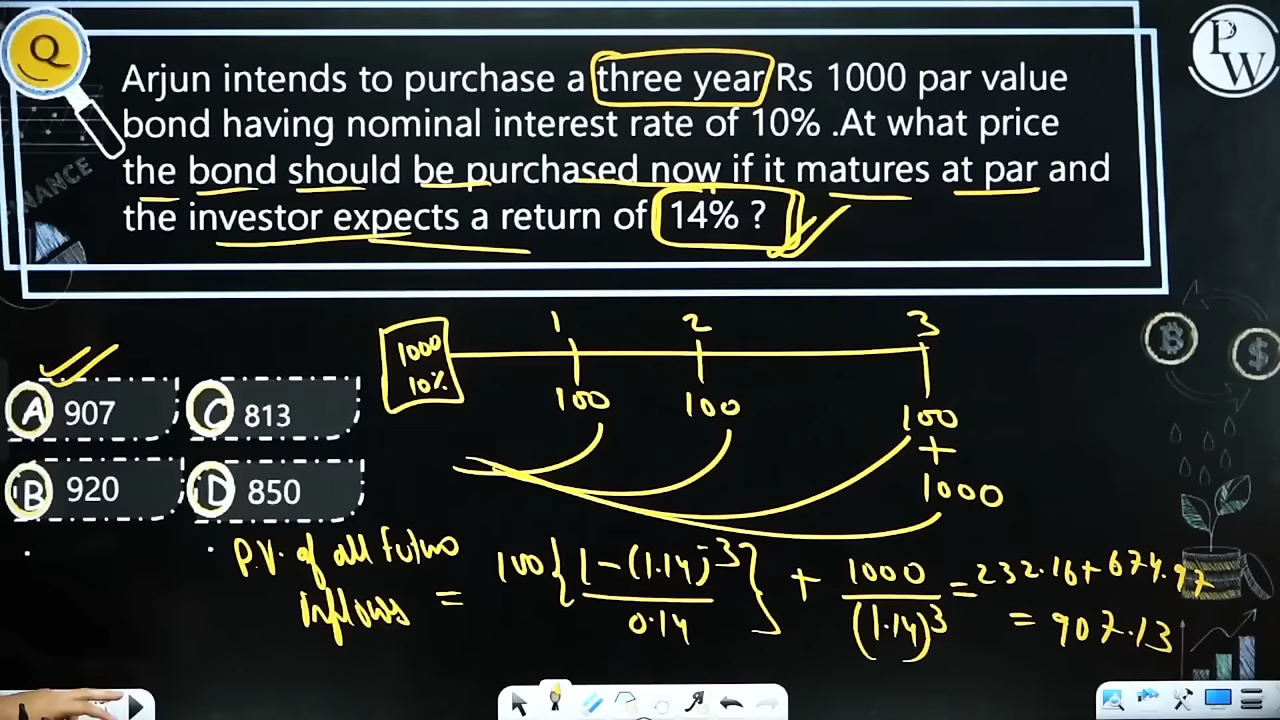 Q
PW
FINANCE
Arjun intends to purchase a three year Rs 1000 par value
bond having nominal interest rate of 10% .At what price
the bond should be purchased now if it matures at par and
the investor expects a return of 14% ?
1 2 3
1000
10%
100 100 100
+
1000
A 907
C 813
B 920
D 850
P.V. of all future
inflows = 100{1-(1.14)^-3/0.14} + 1000/(1.14)^3 = 232.16 + 674.97
= 907.13